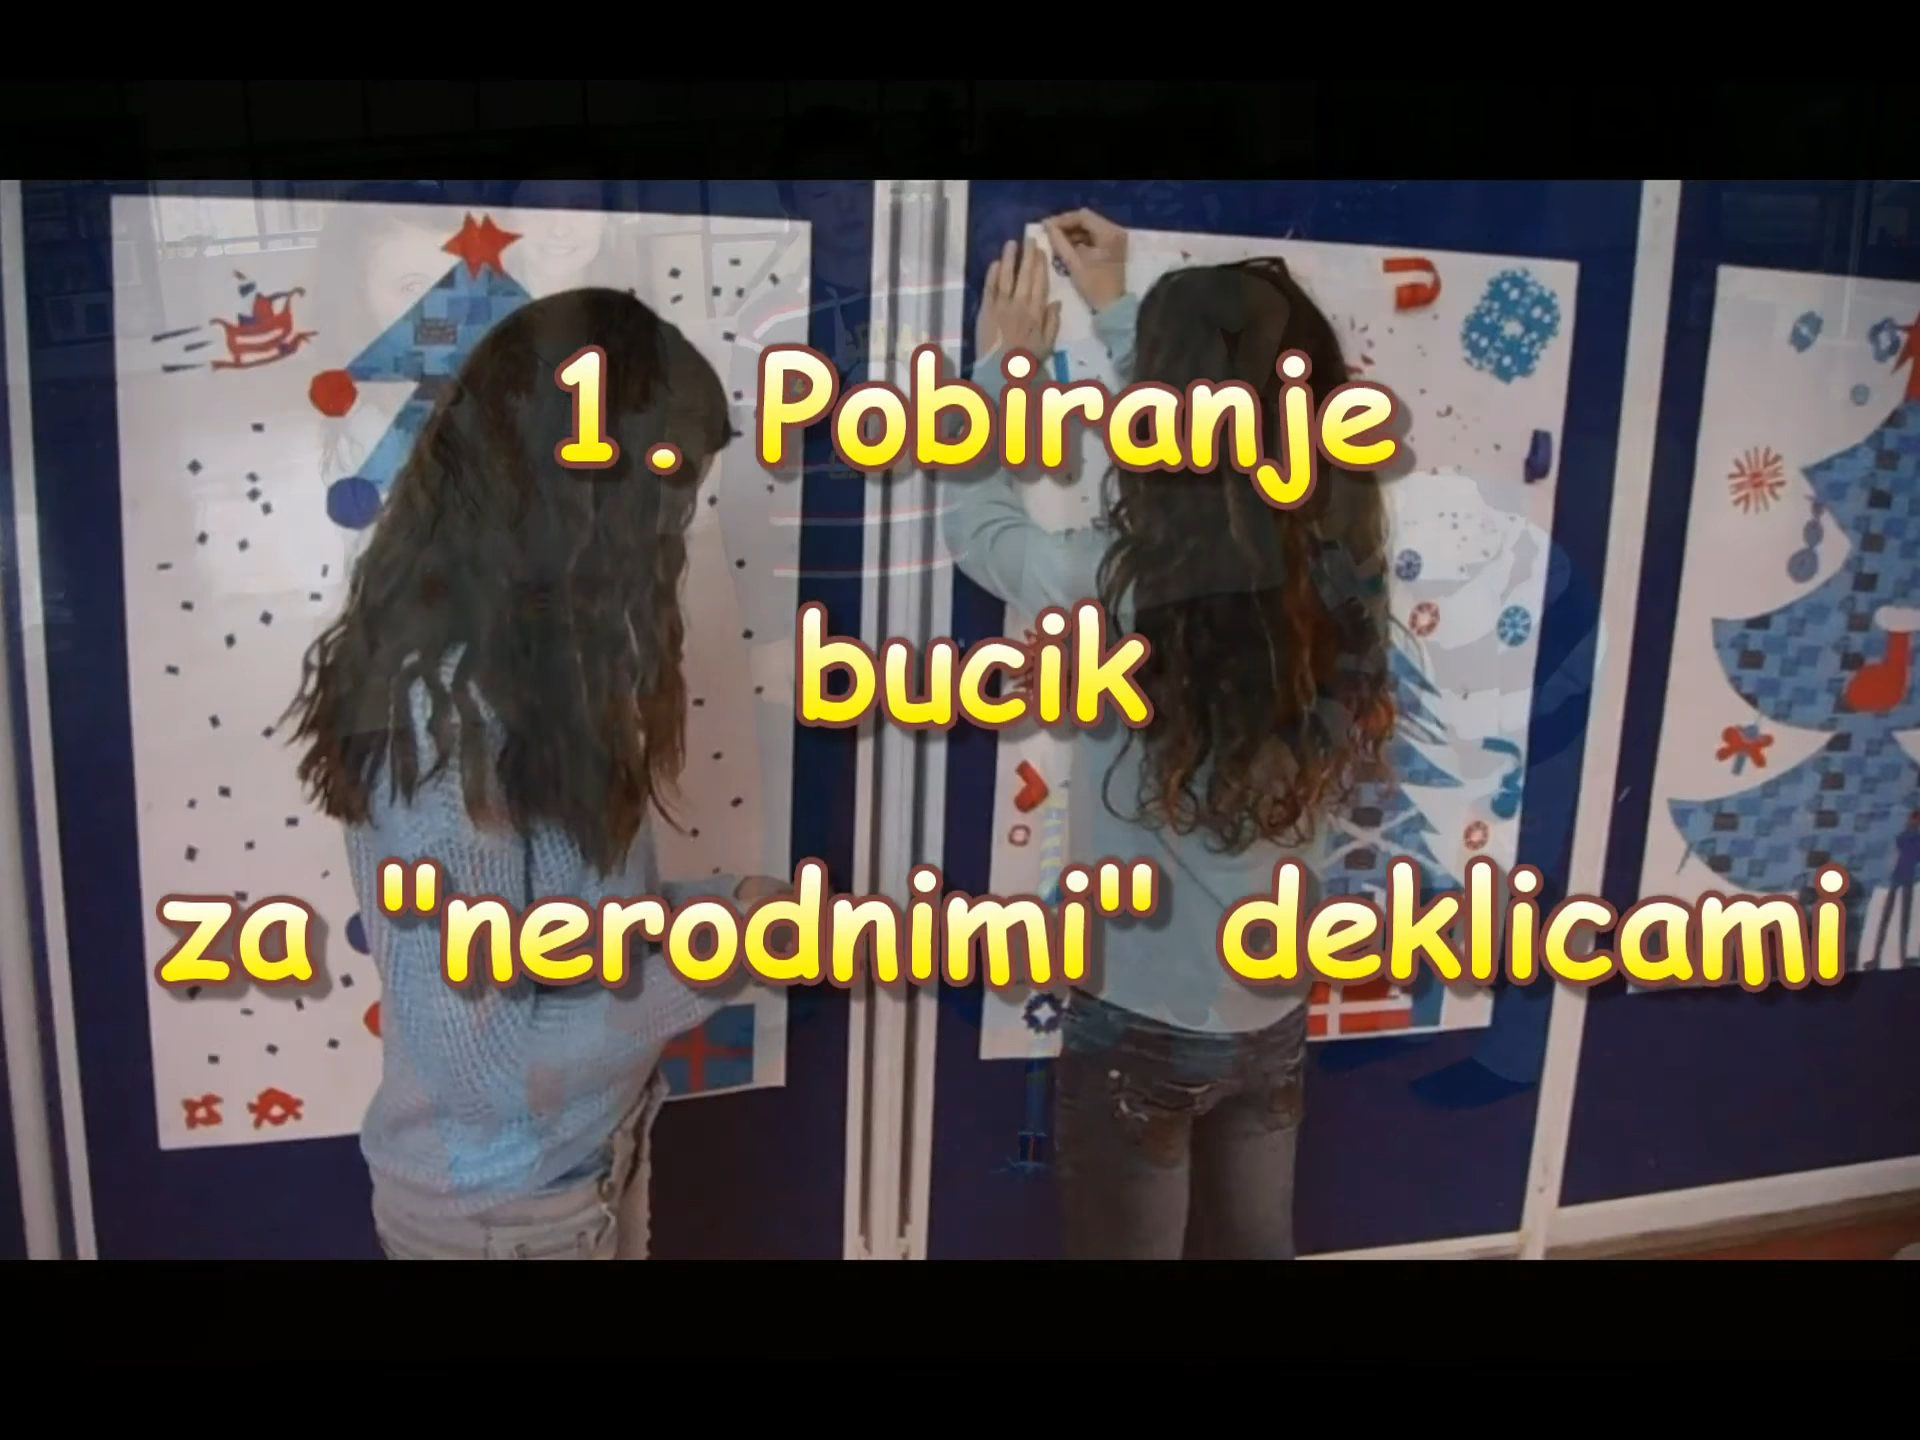 1. Pobiranje
bucik
za "nerodnimi" deklicami